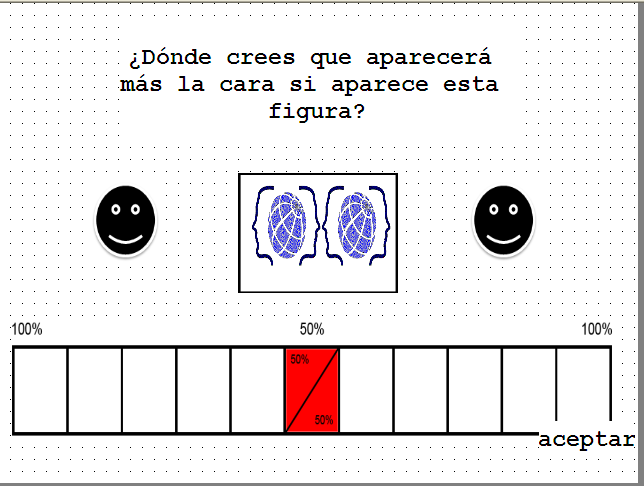 ¿Dónde crees que aparecerá
más la cara si aparece esta
figura?
100% 50% 100%
50%
50%
aceptar